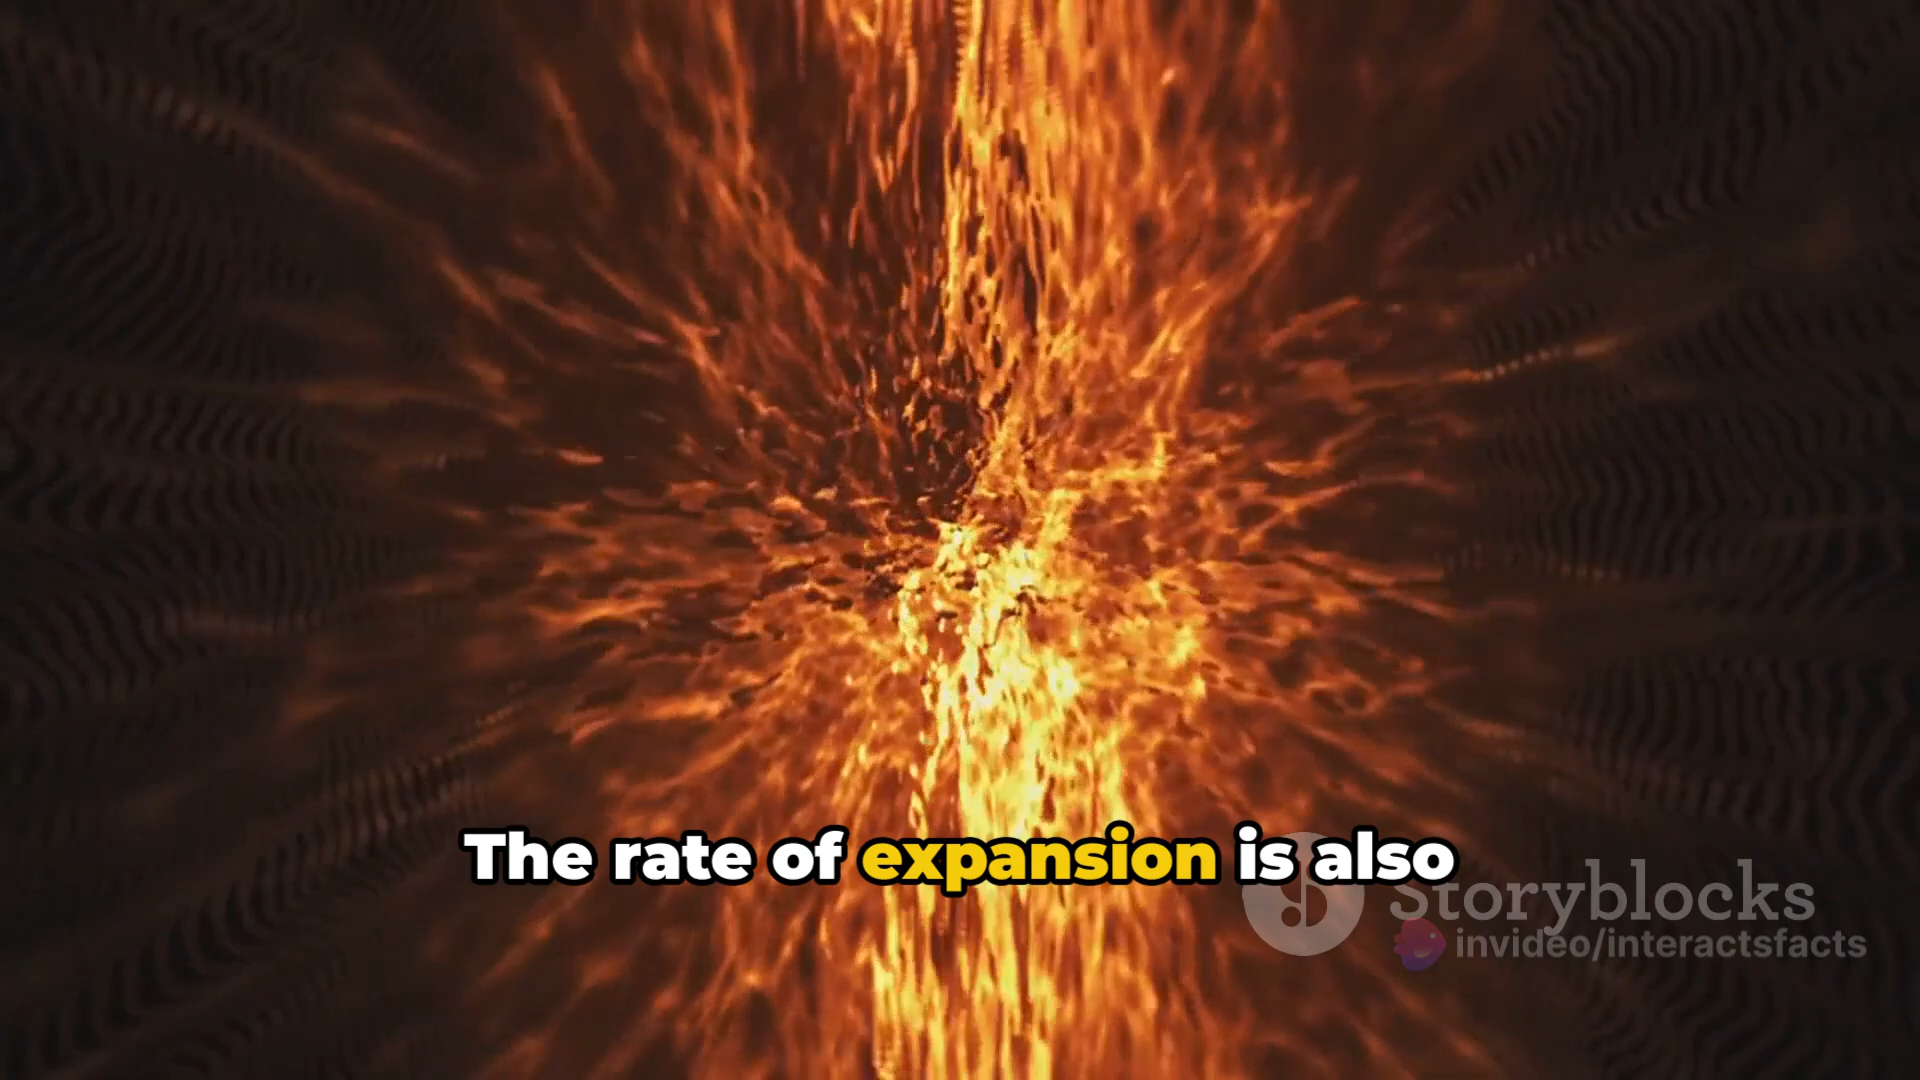 The rate of expansion is also
Storyblocks
invideo/interactsfacts